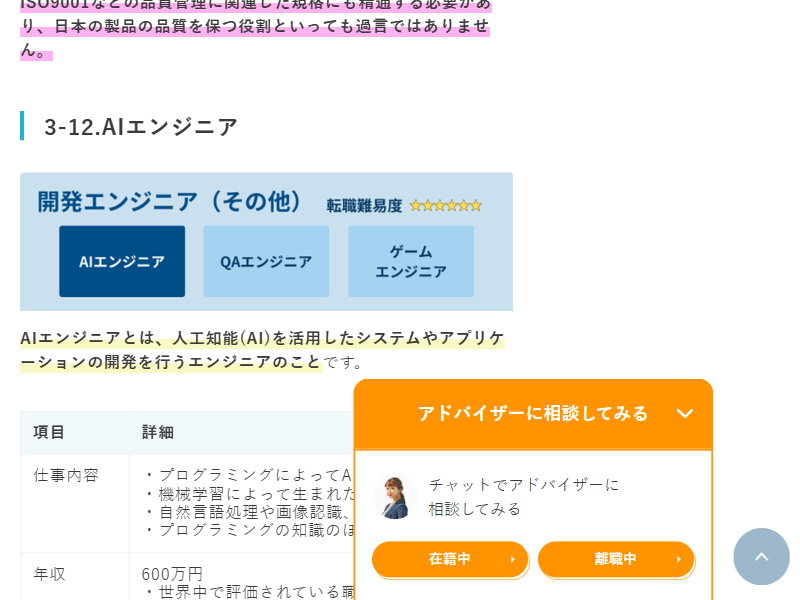 ISO9001などの品質管理に関連した規格にも精通する必要があ
り、日本の製品の品質を保つ役割といっても過言ではありませ
ん。
3-12.AIエンジニア
開発エンジニア（その他） 転職難易度 ☆☆☆☆☆☆
AIエンジニア QAエンジニア ゲーム
エンジニア
AIエンジニアとは、人工知能(AI)を活用したシステムやアプリケ
ーションの開発を行うエンジニアのことです。
項目 詳細
仕事内容 ・プログラミングによってA
・機械学習によって生まれた
・自然言語処理や画像認識、
・プログラミングの知識のほ
年収 600万円
・世界中で評価されている職
アドバイザーに相談してみる
チャットでアドバイザーに
相談してみる
在籍中 離職中